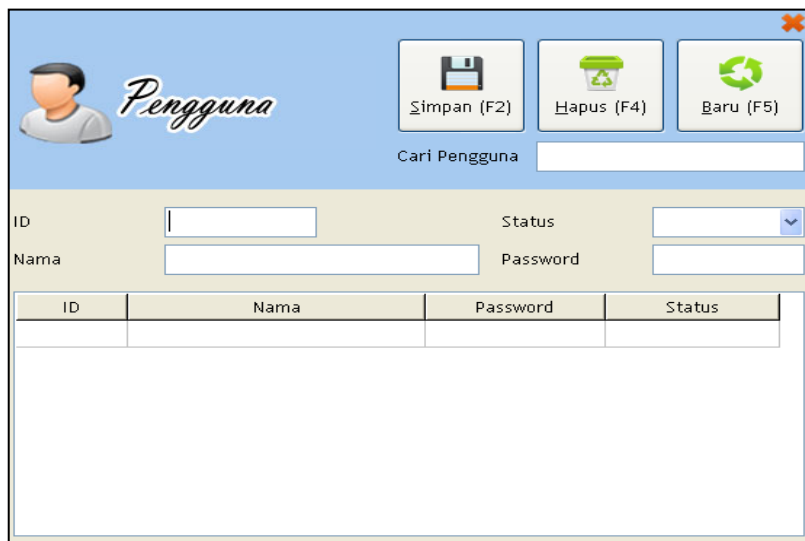 Pengguna
Simpan (F2) Hapus (F4) Baru (F5)
Cari Pengguna
ID Status
Nama Password
ID Nama Password Status